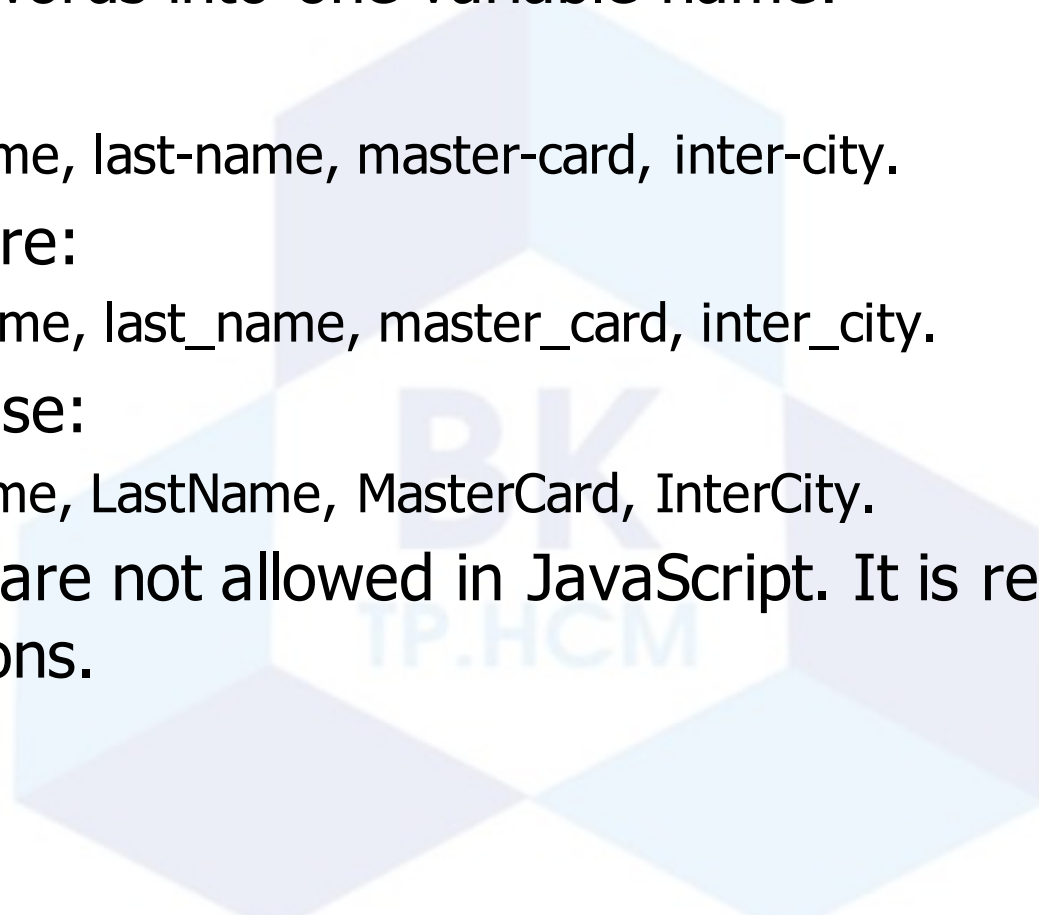 words into one variable name.
me, last-name, master-card, inter-city.
re:
me, last_name, master_card, inter_city.
se:
me, LastName, MasterCard, InterCity.
are not allowed in JavaScript. It is re
ons.
BK
TP.HCM